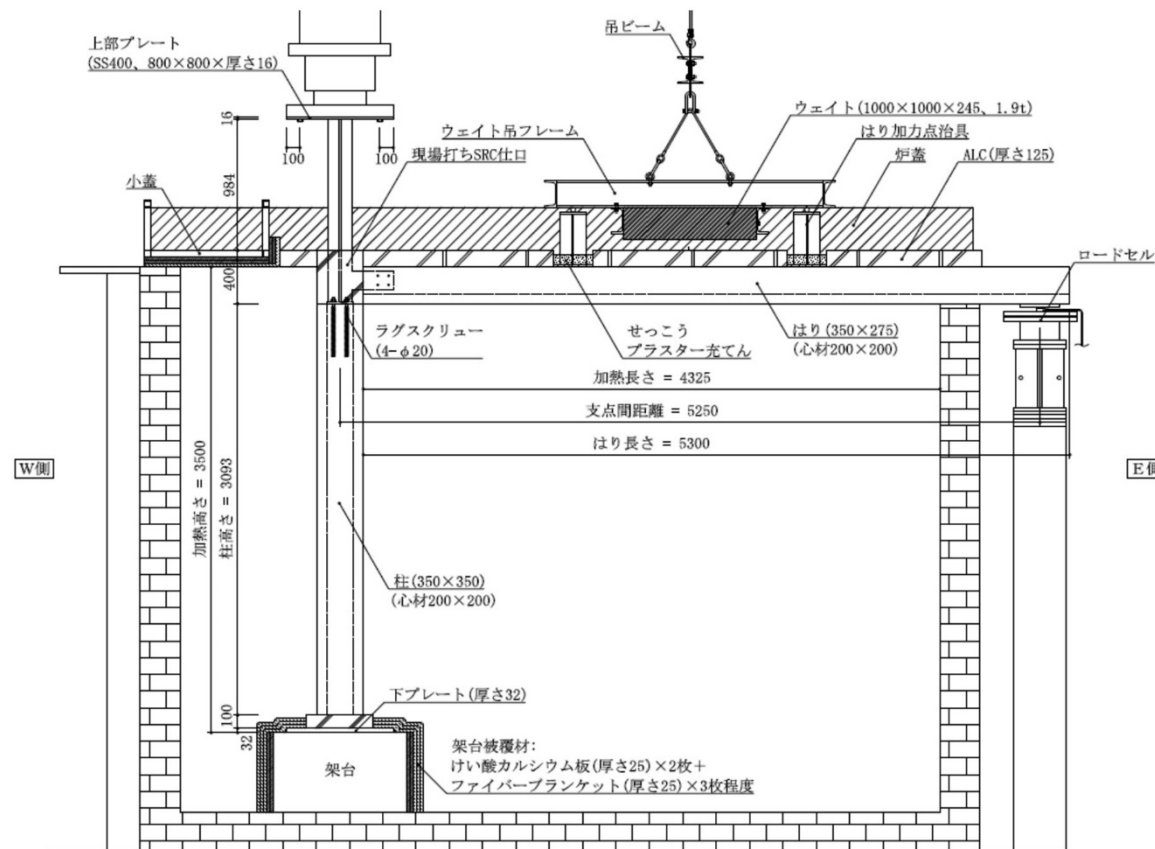 吊ビーム
上部プレート
(SS400、800×800×厚さ16)
ウェイト(1000×1000×245、1.9t)
ウェイト吊フレーム
はり加力点治具
現場打ちSRC仕口
炉蓋
ALC(厚さ125)
16
100
100
小蓋
984
400
ロードセル
ラグスクリュー
(4-φ20)
せっこう
プラスター充てん
はり(350×275)
(心材200×200)
加熱長さ = 4325
支点間距離 = 5250
はり長さ = 5300
W側
E側
加熱高さ = 3500
柱高さ = 3093
柱(350×350)
(心材200×200)
下プレート(厚さ32)
100
32
架台
架台被覆材:
けい酸カルシウム板(厚さ25)×2枚+
ファイバーブランケット(厚さ25)×3枚程度